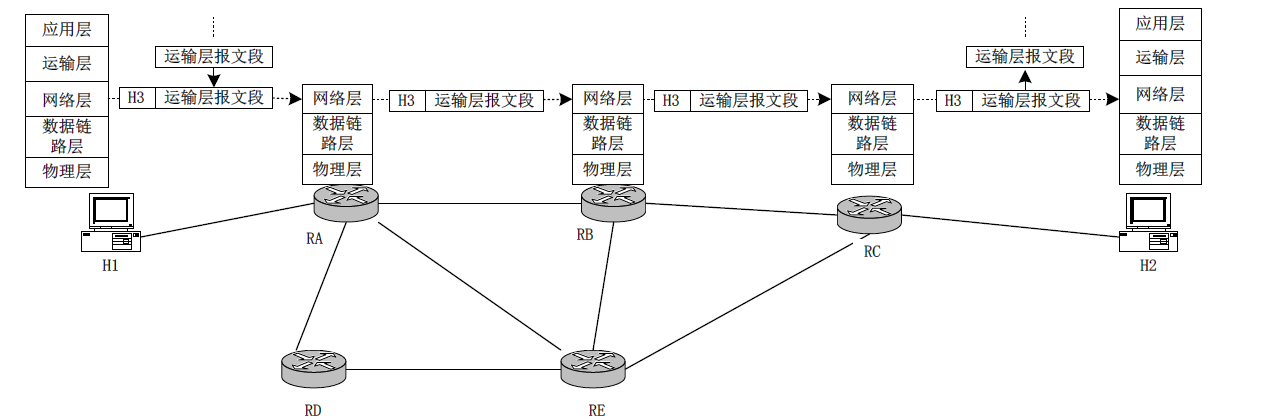 应用层
运输层
网络层
数据链
路层
物理层
运输层报文段
H3 运输层报文段
网络层
数据链
路层
物理层
H3 运输层报文段
网络层
数据链
路层
物理层
H3 运输层报文段
网络层
数据链
路层
物理层
运输层报文段
H3 运输层报文段
应用层
运输层
网络层
数据链
路层
物理层
H1
RA
RB
RC
H2
RD
RE